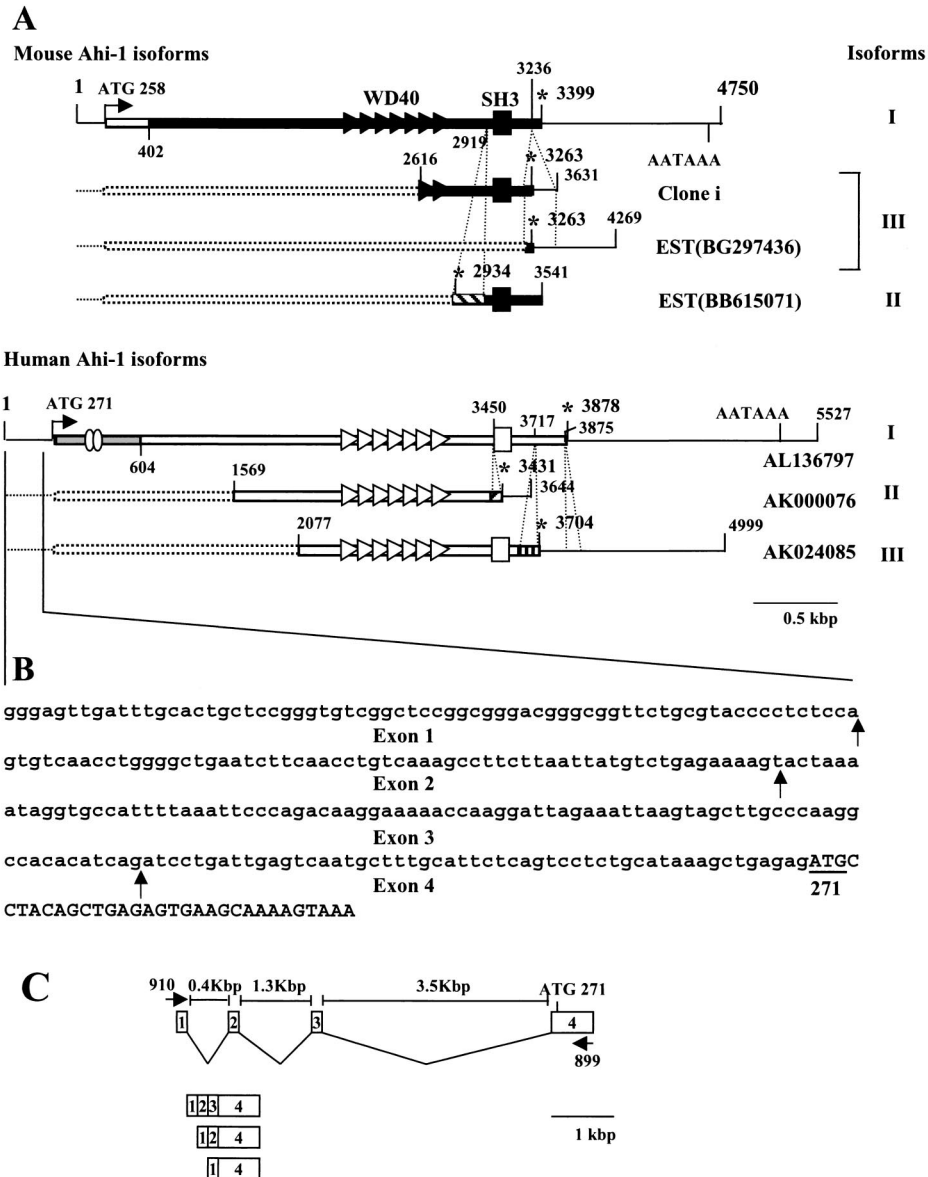 A
Mouse Ahi-1 isoforms
Isoforms
1
ATG 258
WD40
SH3
3236
* 3399
4750
I
402
2919
AATAAA
2616
* 3263
3631
Clone i
III
* 3263
4269
EST(BG297436)
* 2934
3541
EST(BB615071)
II
Human Ahi-1 isoforms
1
ATG 271
3450
3717
* 3878
3875
AATAAA
5527
I
604
AL136797
1569
* 3431
3644
AK000076
II
2077
* 3704
4999
AK024085
III
0.5 kbp
B
gggagttgatttgcactgctccgggtgtcggctccggcgggacgggcggttctgcgtacccctctcca
Exon 1
gtgtcaacctggggctgaatcttcaacctgtcaaagccttcttaattatgtctgagaaaagtactaaa
Exon 2
ataggtgccattttaaattcccagacaaggaaaaaccaaggattagaaattaagtagcttgcccaagg
Exon 3
ccacacatcagatcctgattgagtcaatgctttgcattctcagtcctctgcataaagctgagagATGC
Exon 4
271
CTACAGCTGAGAGTGAAGCAAAAGTAAA
C
910
0.4Kbp
1.3Kbp
3.5Kbp
ATG 271
1
2
3
4
899
1 2 3 4
1 2 4
1 4
1 kbp